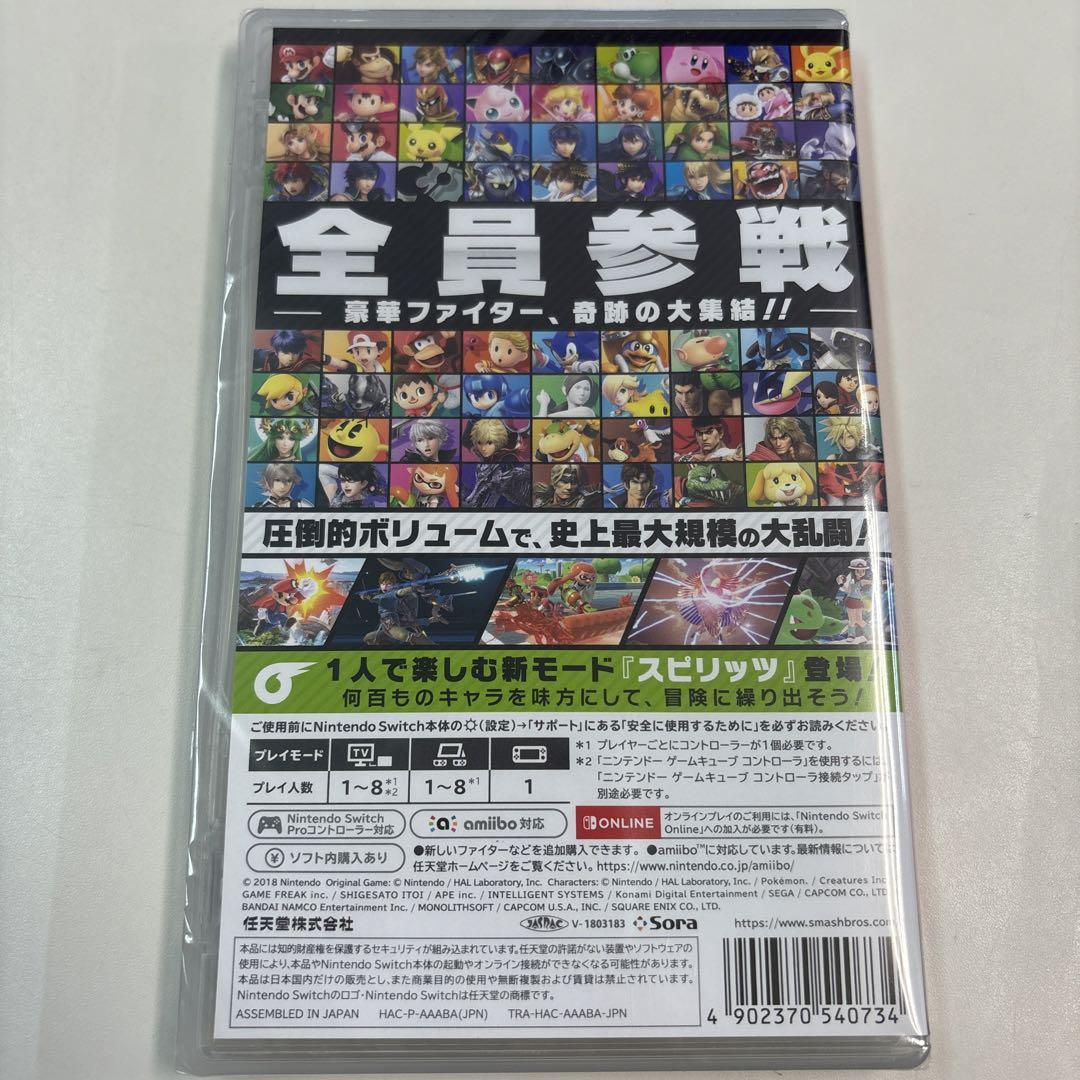 全員参戦
豪華ファイター、奇跡の大集結!!
圧倒的ボリュームで、史上最大規模の大乱闘!
1人で楽しむ新モード『スピリッツ』登場!
何百ものキャラを味方にして、冒険に繰り出そう!
ご使用前にNintendo Switch本体の(設定)→「サポート」にある「安全に使用するために」を必ずお読みください。
プレイモード TV
プレイ人数 1~8 *1 *2 1~8 *1 1
*1 プレイヤーごとにコントローラーが1個必要です。
*2 「ニンテンドー ゲームキューブ コントローラ」を使用するには、
「ニンテンドー ゲームキューブ コントローラ接続タップ」が
別途必要です。
Nintendo Switch
Proコントローラー対応
amiibo 対応
ONLINE
オンラインプレイのご利用には、「Nintendo Switch
Online」への加入が必要です(有料)。
¥ ソフト内購入あり
●新しいファイターなどを追加購入できます。 ●amiibo™に対応しています。最新情報については
任天堂ホームページをご覧ください。https://www.nintendo.co.jp/amiibo/
© 2018 Nintendo Original Game: © Nintendo / HAL Laboratory, Inc. Characters: © Nintendo / HAL Laboratory, Inc. / Pokémon. / Creatures Inc.
GAME FREAK inc. / SHIGESATO ITOI / APE inc. / INTELLIGENT SYSTEMS / Konami Digital Entertainment / SEGA / CAPCOM CO., LTD
BANDAI NAMCO Entertainment Inc. / MONOLITHSOFT / CAPCOM U.S.A., INC. / SQUARE ENIX CO., LTD.
任天堂株式会社
JASRAC V-1803183 Sora https://www.smashbros.com
本品には知的財産権を保護するセキュリティが組み込まれています。任天堂の許諾がない装置やソフトウェアの
使用により、本品やNintendo Switch本体の起動やオンライン接続ができなくなる可能性があります。
本品は日本国内だけの販売とし、また商業目的の使用や無断複製および賃貸は禁止されています。
Nintendo Switchのロゴ・Nintendo Switchは任天堂の商標です。
ASSEMBLED IN JAPAN HAC-P-AAABA(JPN) TRA-HAC-AAABA-JPN
4 902370 540734